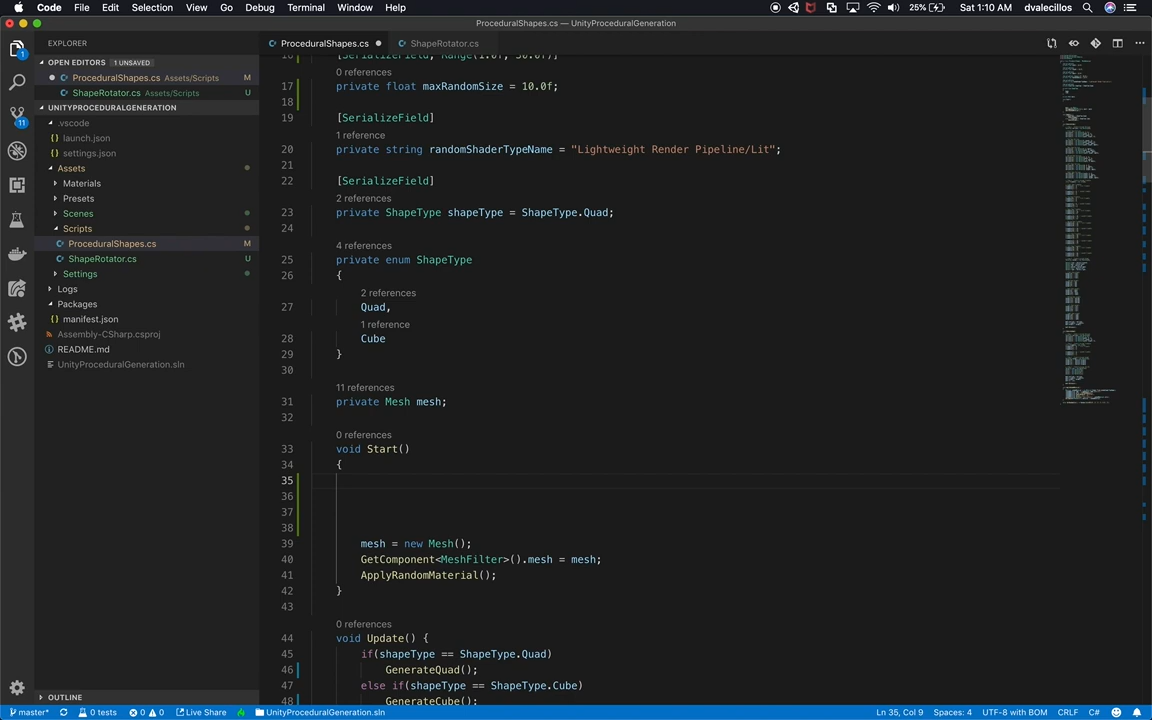 Code File Edit Selection View Go Debug Terminal Window Help 25% Sat 1:10 AM dvalecillos
ProceduralShapes.cs — UnityProceduralGeneration
EXPLORER
ProceduralShapes.cs ShapeRotator.cs
OPEN EDITORS 1 UNSAVED
ProceduralShapes.cs Assets/Scripts M
ShapeRotator.cs Assets/Scripts U
UNITYPROCEDURALGENERATION
.vscode
launch.json
settings.json
Assets
Materials
Presets
Scenes
Scripts
ProceduralShapes.cs M
ShapeRotator.cs U
Settings
Logs
Packages
manifest.json
Assembly-CSharp.csproj
README.md
UnityProceduralGeneration.sln
OUTLINE
1
11
0 references
17 private float maxRandomSize = 10.0f;
18
19 [SerializeField]
1 reference
20 private string randomShaderTypeName = "Lightweight Render Pipeline/Lit";
21
22 [SerializeField]
2 references
23 private ShapeType shapeType = ShapeType.Quad;
24
4 references
25 private enum ShapeType
26 {
2 references
27 Quad,
1 reference
28 Cube
29 }
30
11 references
31 private Mesh mesh;
32
0 references
33 void Start()
34 {
35
36
37
38
39 mesh = new Mesh();
40 GetComponent<MeshFilter>().mesh = mesh;
41 ApplyRandomMaterial();
42 }
43
0 references
44 void Update() {
45 if(shapeType == ShapeType.Quad)
46 GenerateQuad();
47 else if(shapeType == ShapeType.Cube)
48 GenerateCube();
master* 0 tests 0 0 Live Share UnityProceduralGeneration.sln Ln 35, Col 9 Spaces: 4 UTF-8 with BOM CRLF C#